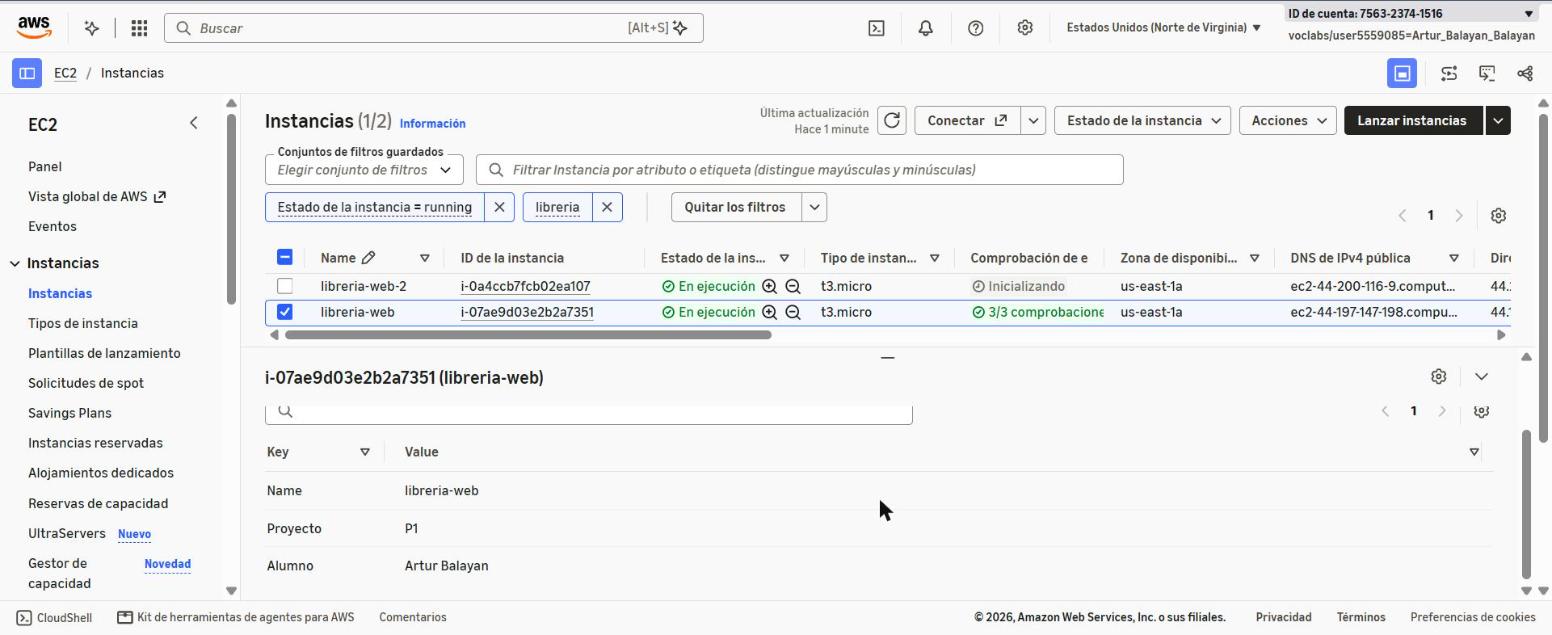 aws
Buscar
[Alt+S]
Estados Unidos (Norte de Virginia)
ID de cuenta: 7563-2374-1516
voclabs/user5559085=Artur_Balayan_Balayan
EC2 / Instancias
EC2
Panel
Vista global de AWS
Eventos
Instancias
Instancias
Tipos de instancia
Plantillas de lanzamiento
Solicitudes de spot
Savings Plans
Instancias reservadas
Alojamientos dedicados
Reservas de capacidad
UltraServers Nuevo
Gestor de capacidad Novedad
Instancias (1/2) Información
Última actualización
Hace 1 minute
Conectar
Estado de la instancia
Acciones
Lanzar instancias
Conjuntos de filtros guardados
Elegir conjunto de filtros
Filtrar Instancia por atributo o etiqueta (distingue mayúsculas y minúsculas)
Estado de la instancia = running
libreria
Quitar los filtros
1
Name ID de la instancia Estado de la ins... Tipo de instan... Comprobación de e Zona de disponibi... DNS de IPv4 pública Dire
libreria-web-2 i-0a4ccb7fcb02ea107 En ejecución t3.micro Inicializando us-east-1a ec2-44-200-116-9.comput... 44.
libreria-web i-07ae9d03e2b2a7351 En ejecución t3.micro 3/3 comprobacione us-east-1a ec2-44-197-147-198.compu... 44.
i-07ae9d03e2b2a7351 (libreria-web)
1
Key Value
Name libreria-web
Proyecto P1
Alumno Artur Balayan
CloudShell
Kit de herramientas de agentes para AWS
Comentarios
© 2026, Amazon Web Services, Inc. o sus filiales.
Privacidad
Términos
Preferencias de cookies